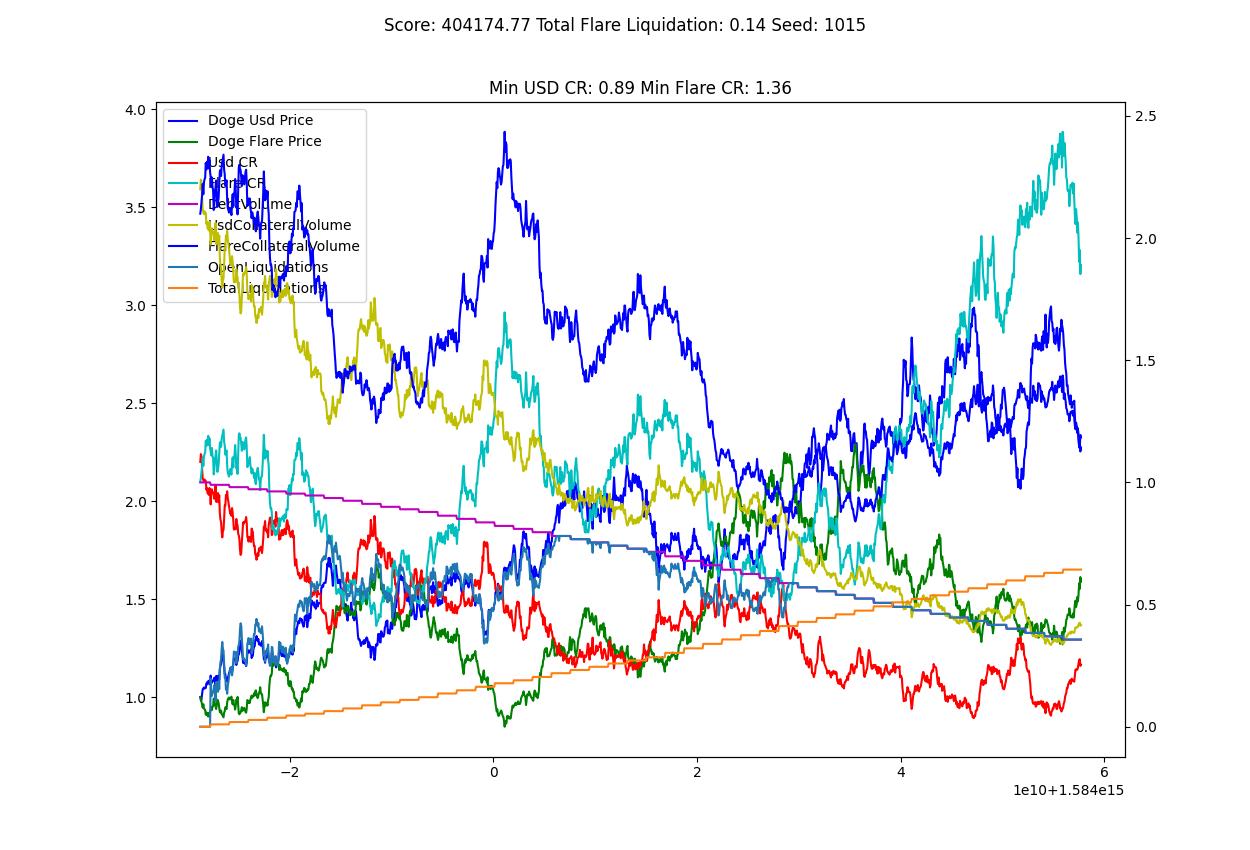 Score: 404174.77 Total Flare Liquidation: 0.14 Seed: 1015
Min USD CR: 0.89 Min Flare CR: 1.36
Doge Usd Price
Doge Flare Price
Usd CR
Flare CR
DebtVolume
UsdCollateralVolume
FlareCollateralVolume
OpenLiquidations
TotalLiquidations
4.0
3.5
3.0
2.5
2.0
1.5
1.0
2.5
2.0
1.5
1.0
0.5
0.0
−2
0
2
4
6
1e10+1.584e15